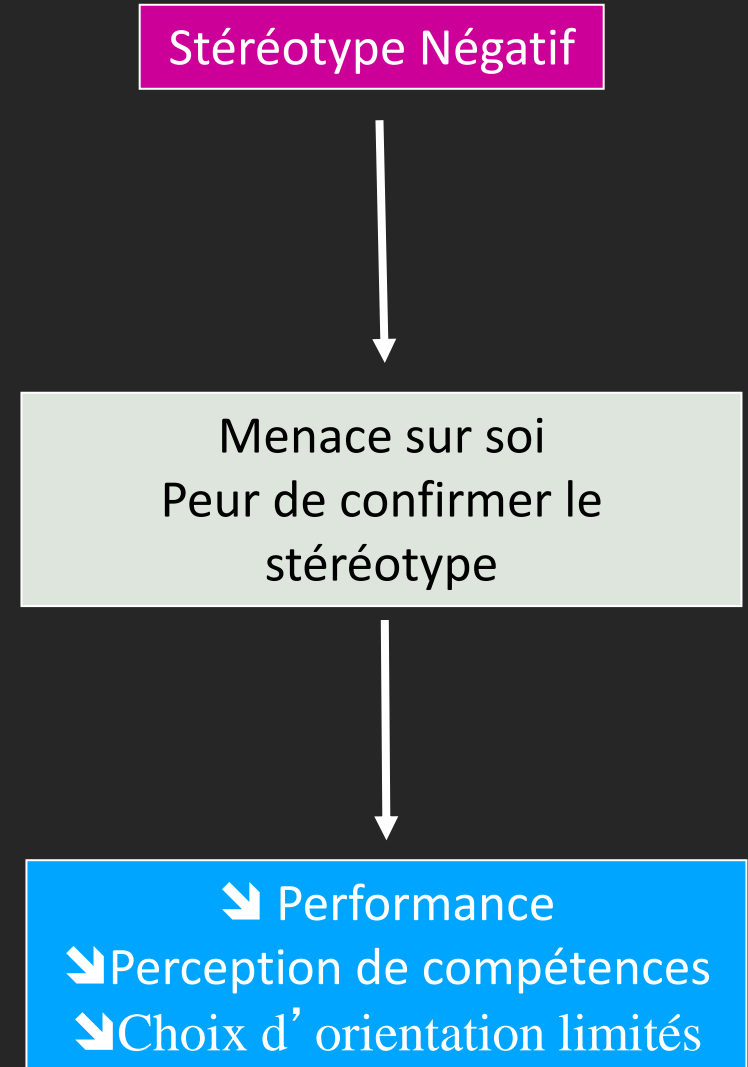 Stéréotype Négatif
Menace sur soi
Peur de confirmer le
stéréotype
➘ Performance
➘Perception de compétences
➘Choix d’ orientation limités